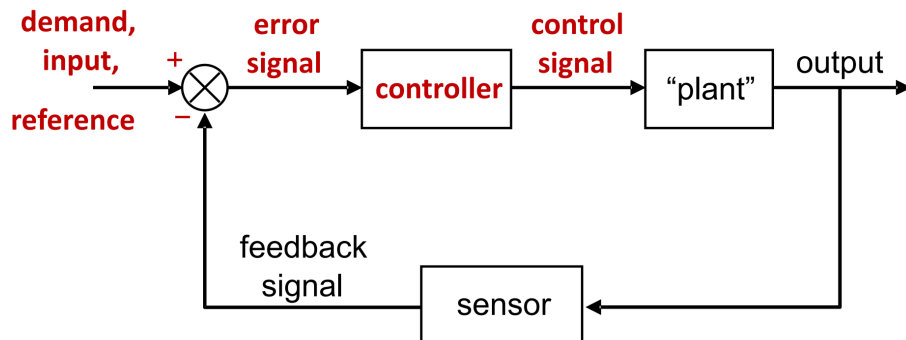 demand,
input,
reference
+
−
error
signal
controller
control
signal
“plant”
output
feedback
signal
sensor